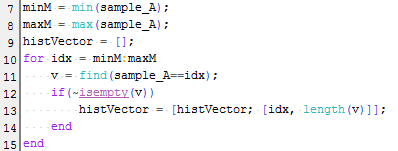 7 minM = min(sample_A);
8 maxM = max(sample_A);
9 histVector = [];
10 for idx = minM:maxM
11 v = find(sample_A==idx);
12 if(~isempty(v))
13 histVector = [histVector; [idx, length(v)]];
14 end
15 end